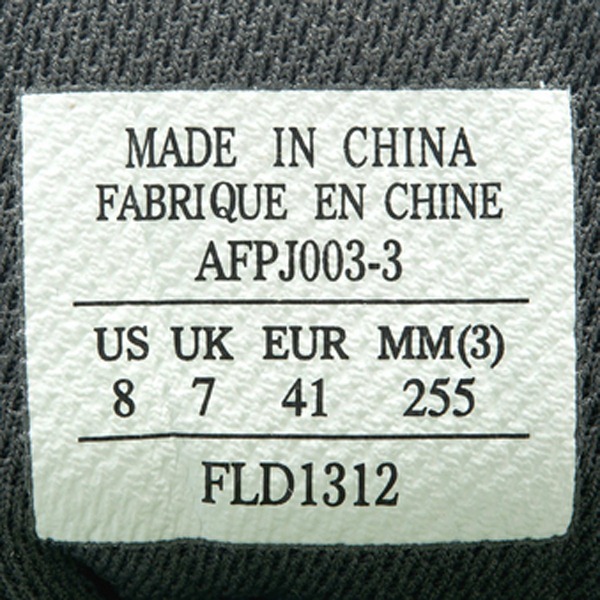 MADE IN CHINA
FABRIQUE EN CHINE
AFPJ003-3
US UK EUR MM(3)
8 7 41 255
FLD1312